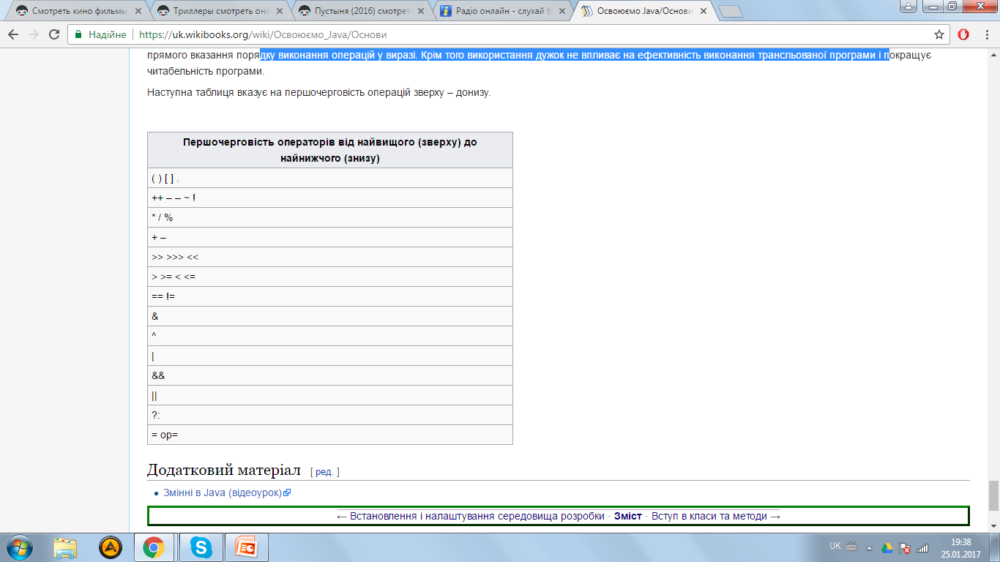 Смотреть кино фильмы
Триллеры смотреть онл
Пустыня (2016) смотрет
Радіо онлайн - слухай б
Освоюємо Java/Основи
Надійне
https://uk.wikibooks.org/wiki/Освоюємо_Java/Основи
прямого вказання порядку виконання операцій у виразі. Крім того використання дужок не впливає на ефективність виконання трансльованої програми і покращує
читабельність програми.
Наступна таблиця вказує на першочерговість операцій зверху – донизу.
Першочерговість операторів від найвищого (зверху) до
найнижчого (знизу)
( ) [ ] .
++ – – ~ !
* / %
+ –
>> >>> <<
> >= < <=
== !=
&
^
|
&&
||
?:
= op=
Додатковий матеріал [ ред. ]
Змінні в Java (відеоурок)
← Встановлення і налаштування середовища розробки · Зміст · Вступ в класи та методи →
UK
19:38
25.01.2017